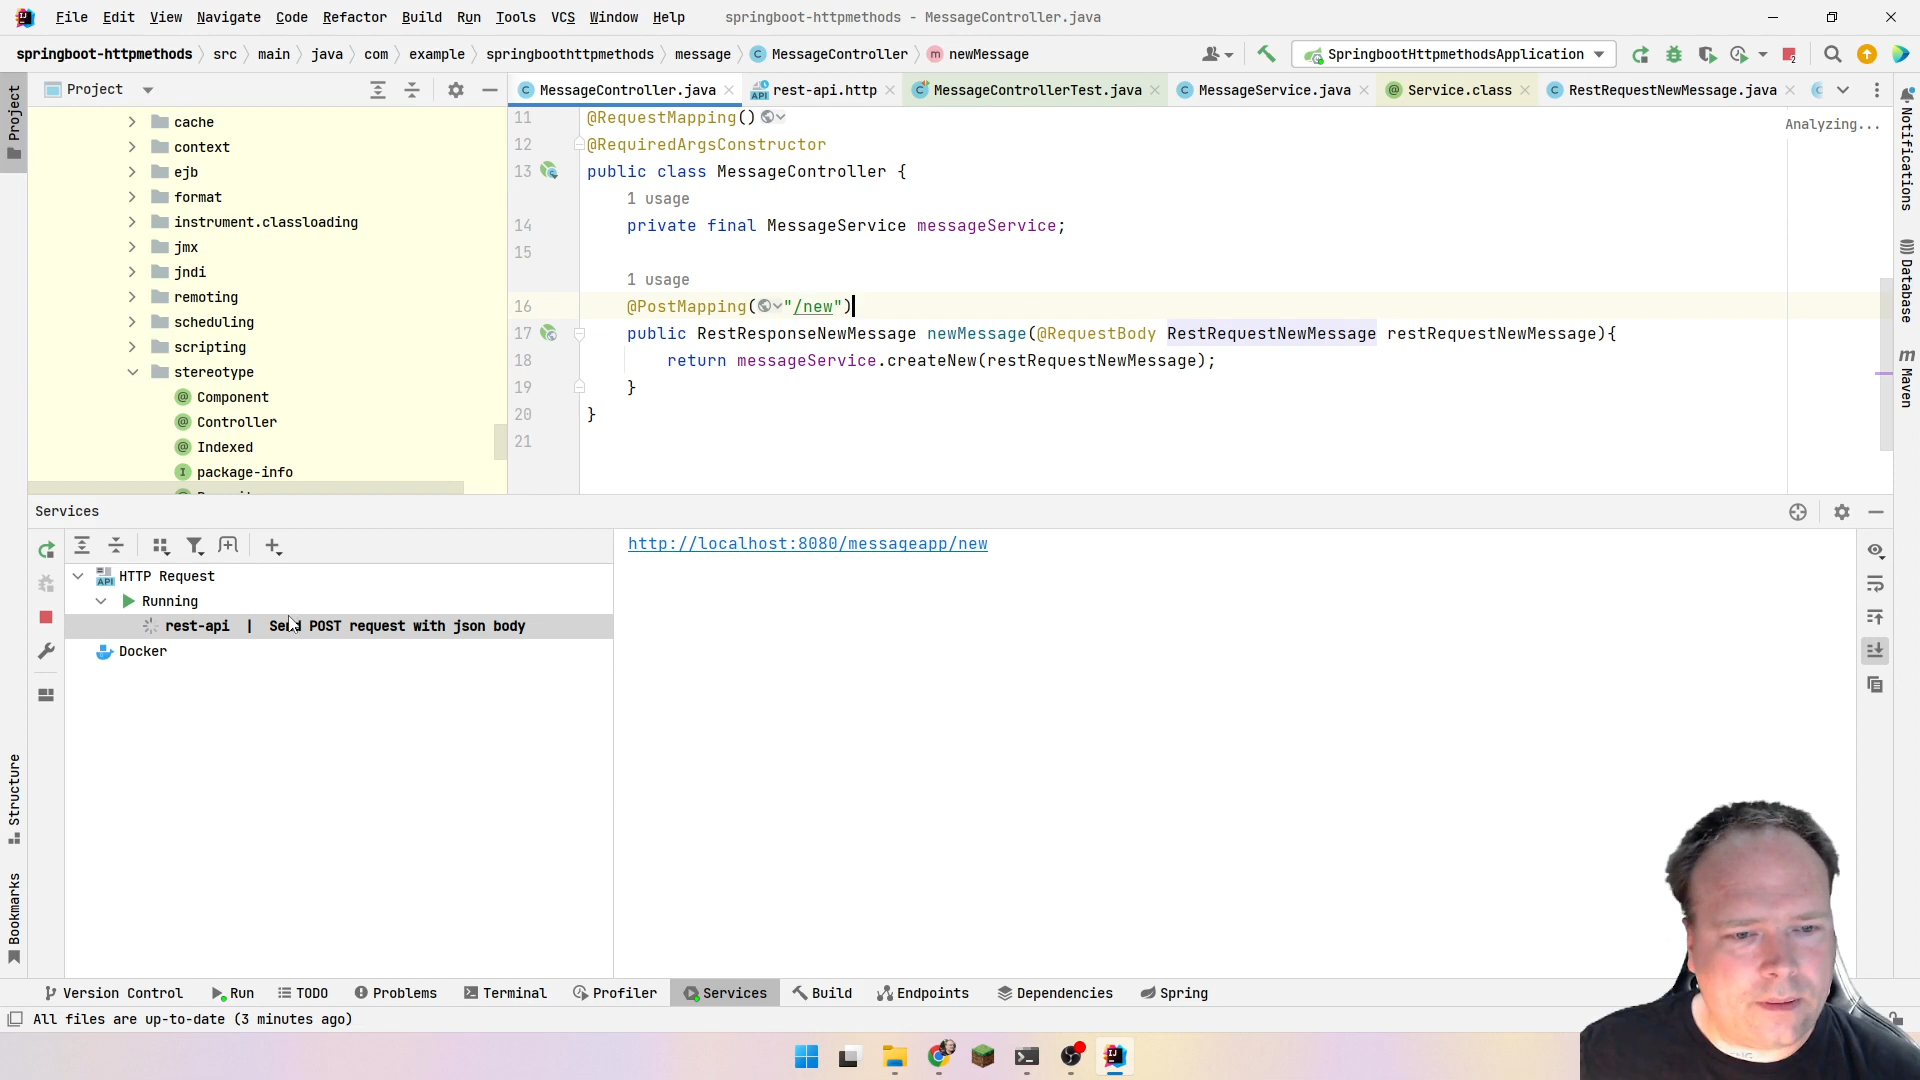 File Edit View Navigate Code Refactor Build Run Tools VCS Window Help springboot-httpmethods - MessageController.java
springboot-httpmethods src main java com example springboothttpmethods message MessageController newMessage SpringbootHttpmethodsApplication
Project
Project
MessageController.java rest-api.http MessageControllerTest.java MessageService.java Service.class RestRequestNewMessage.java
Analyzing...
cache
context
ejb
format
instrument.classloading
jmx
jndi
remoting
scheduling
scripting
stereotype
Component
Controller
Indexed
package-info
11 @RequestMapping()
12 @RequiredArgsConstructor
13 public class MessageController {
1 usage
14 private final MessageService messageService;
15
1 usage
16 @PostMapping("/new")
17 public RestResponseNewMessage newMessage(@RequestBody RestRequestNewMessage restRequestNewMessage){
18 return messageService.createNew(restRequestNewMessage);
19 }
20 }
21
Notifications
Database
Maven
Services
HTTP Request
Running
rest-api | Send POST request with json body
Docker
http://localhost:8080/messageapp/new
Structure
Bookmarks
Version Control Run TODO Problems Terminal Profiler Services Build Endpoints Dependencies Spring
All files are up-to-date (3 minutes ago)